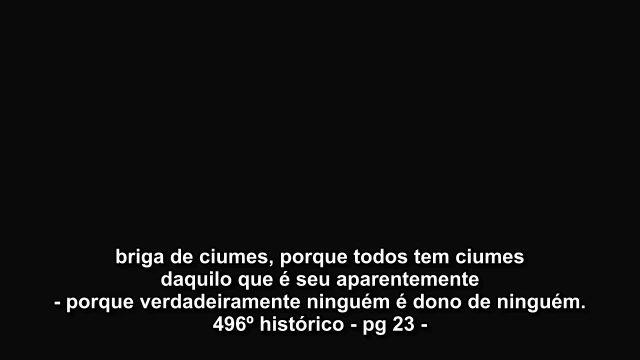 briga de ciumes, porque todos tem ciumes
daquilo que é seu aparentemente
- porque verdadeiramente ninguém é dono de ninguém.
496º histórico - pg 23 -